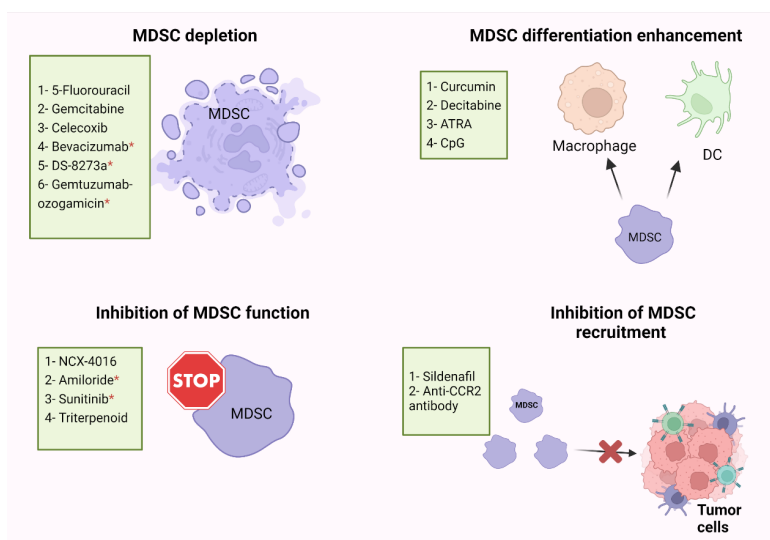 MDSC depletion
1- 5-Fluorouracil
2- Gemcitabine
3- Celecoxib
4- Bevacizumab*
5- DS-8273a*
6- Gemtuzumab-
ozogamicin*
MDSC
MDSC differentiation enhancement
1- Curcumin
2- Decitabine
3- ATRA
4- CpG
Macrophage
DC
MDSC
Inhibition of MDSC function
1- NCX-4016
2- Amiloride*
3- Sunitinib*
4- Triterpenoid
STOP
MDSC
Inhibition of MDSC
recruitment
1- Sildenafil
2- Anti-CCR2
antibody
MDSC
Tumor
cells